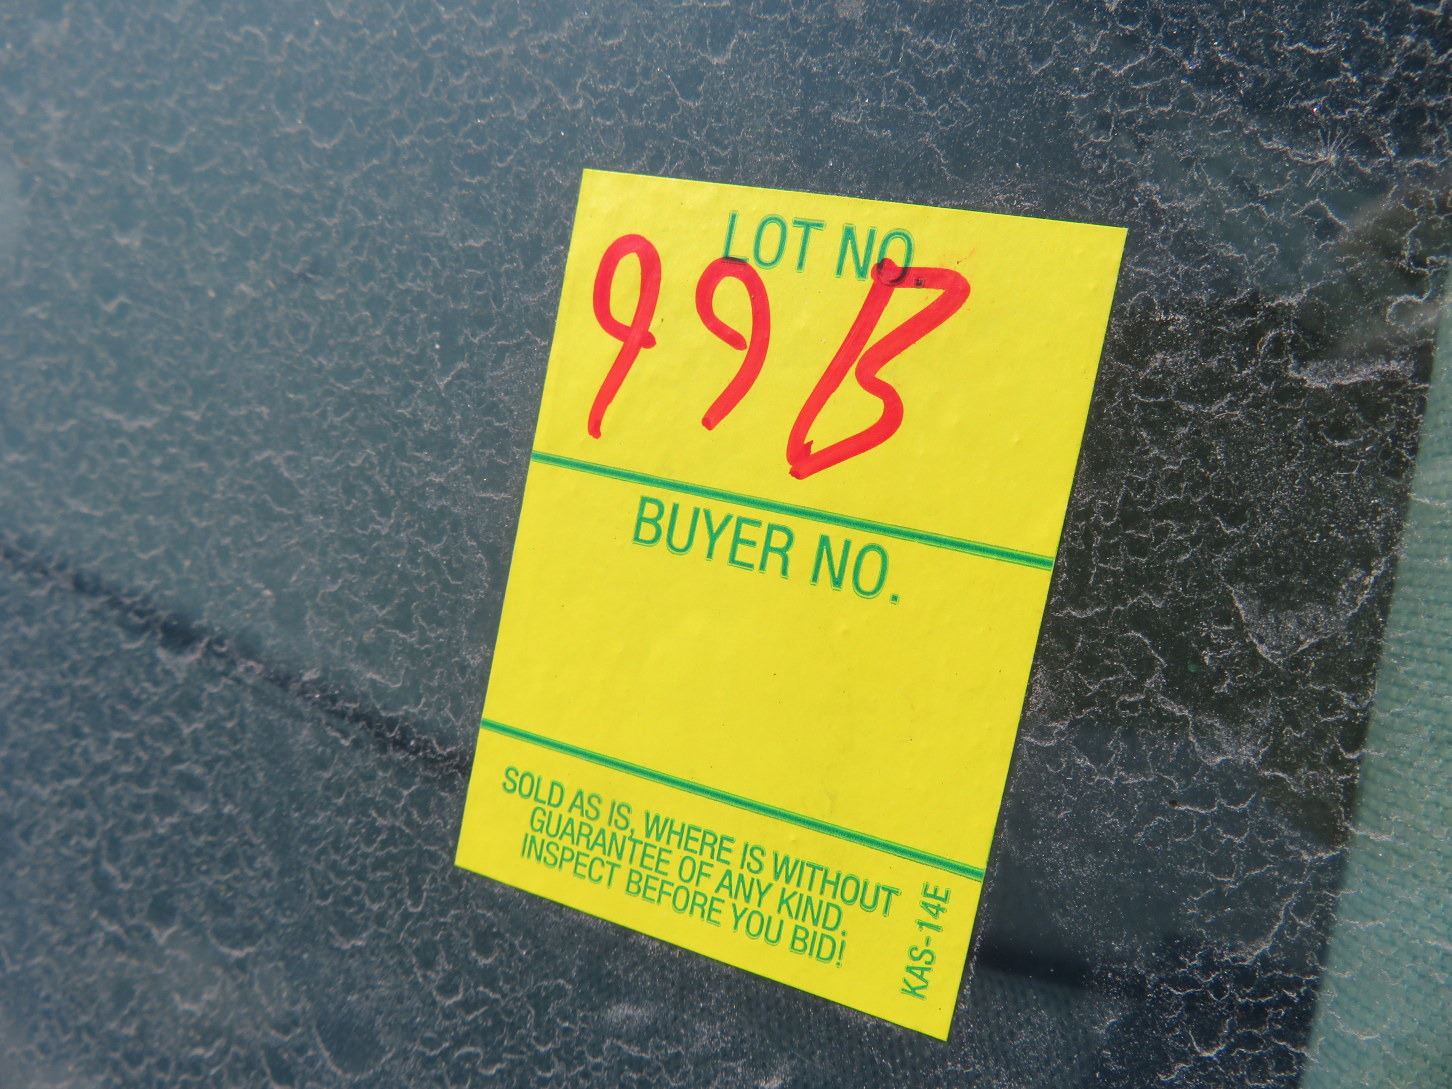 LOT NO.
99B
BUYER NO.
SOLD AS IS, WHERE IS WITHOUT
GUARANTEE OF ANY KIND.
INSPECT BEFORE YOU BID!
KAS-14E